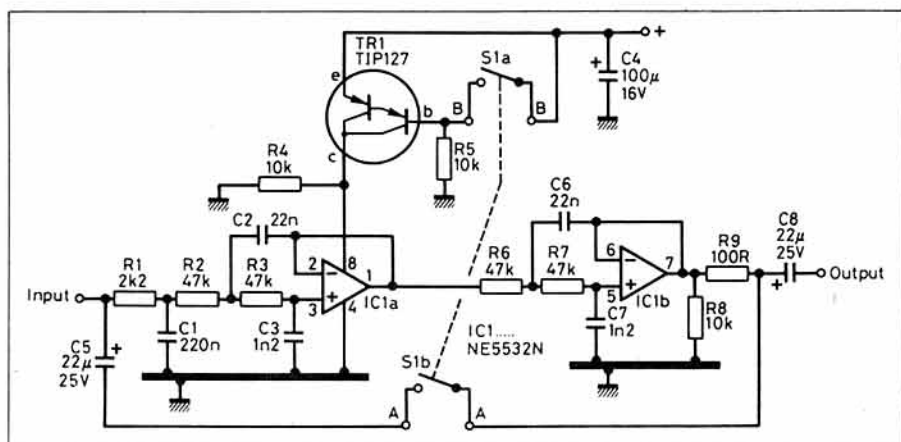 TR1
TIP127
e
b
c
S1a
B
B
+
+
C4
100µ
16V
R4
10k
R5
10k
C2
22n
C6
22n
R1
2k2
R2
47k
R3
47k
2
−
3
+
8
1
4
IC1a
R6
47k
R7
47k
6
−
5
+
7
IC1b
R9
100R
C8
22µ
25V
+
Output
Input
C1
220n
C3
1n2
C7
1n2
R8
10k
IC1.....
NE5532N
C5
22µ
25V
+
S1b
A
A